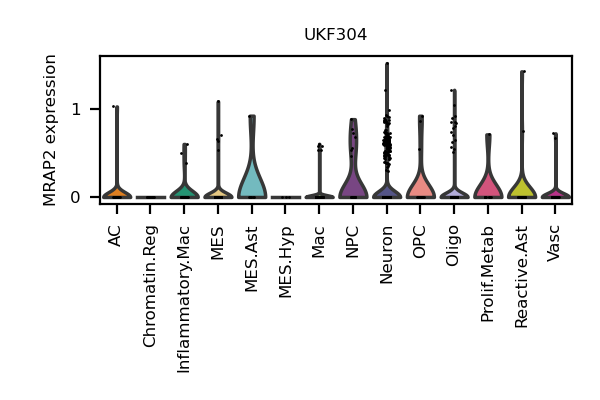 UKF304
MRAP2 expression
1
0
AC
Chromatin.Reg
Inflammatory.Mac
MES
MES.Ast
MES.Hyp
Mac
NPC
Neuron
OPC
Oligo
Prolif.Metab
Reactive.Ast
Vasc